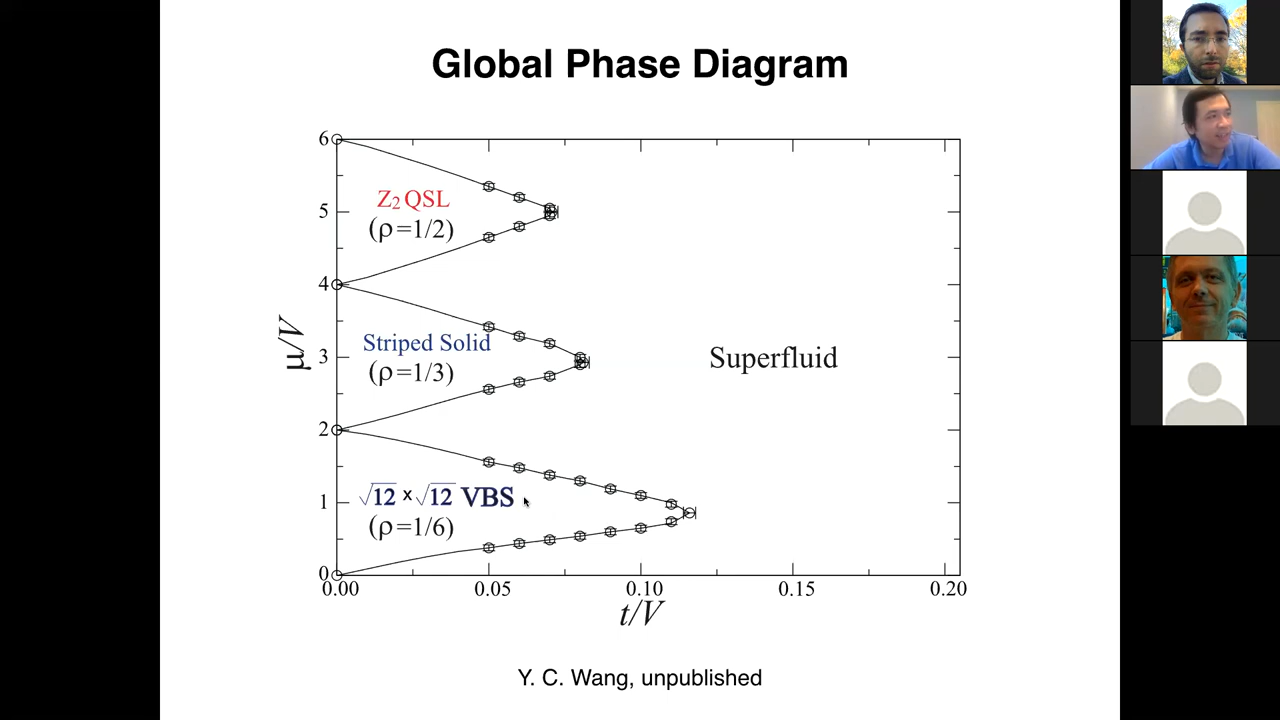 Global Phase Diagram
6
Z₂ QSL
5
(ρ=1/2)
4
Striped Solid
μ/V
3
(ρ=1/3)
Superfluid
2
√12 × √12 VBS
1
(ρ=1/6)
0
0.00 0.05 0.10 0.15 0.20
t/V
Y. C. Wang, unpublished